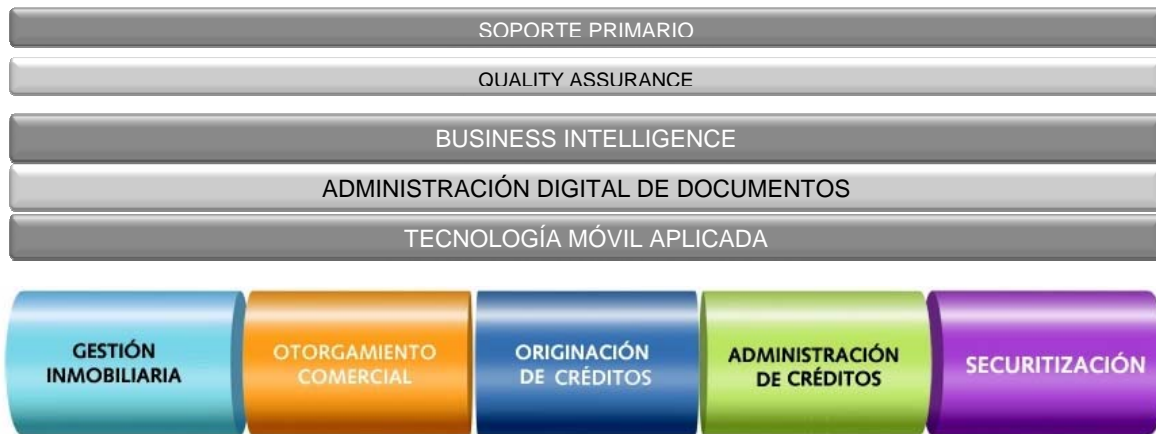 SOPORTE PRIMARIO
QUALITY ASSURANCE
BUSINESS INTELLIGENCE
ADMINISTRACIÓN DIGITAL DE DOCUMENTOS
TECNOLOGÍA MÓVIL APLICADA
GESTIÓN
INMOBILIARIA
OTORGAMIENTO
COMERCIAL
ORIGINACIÓN
DE CRÉDITOS
ADMINISTRACIÓN
DE CRÉDITOS
SECURITIZACIÓN